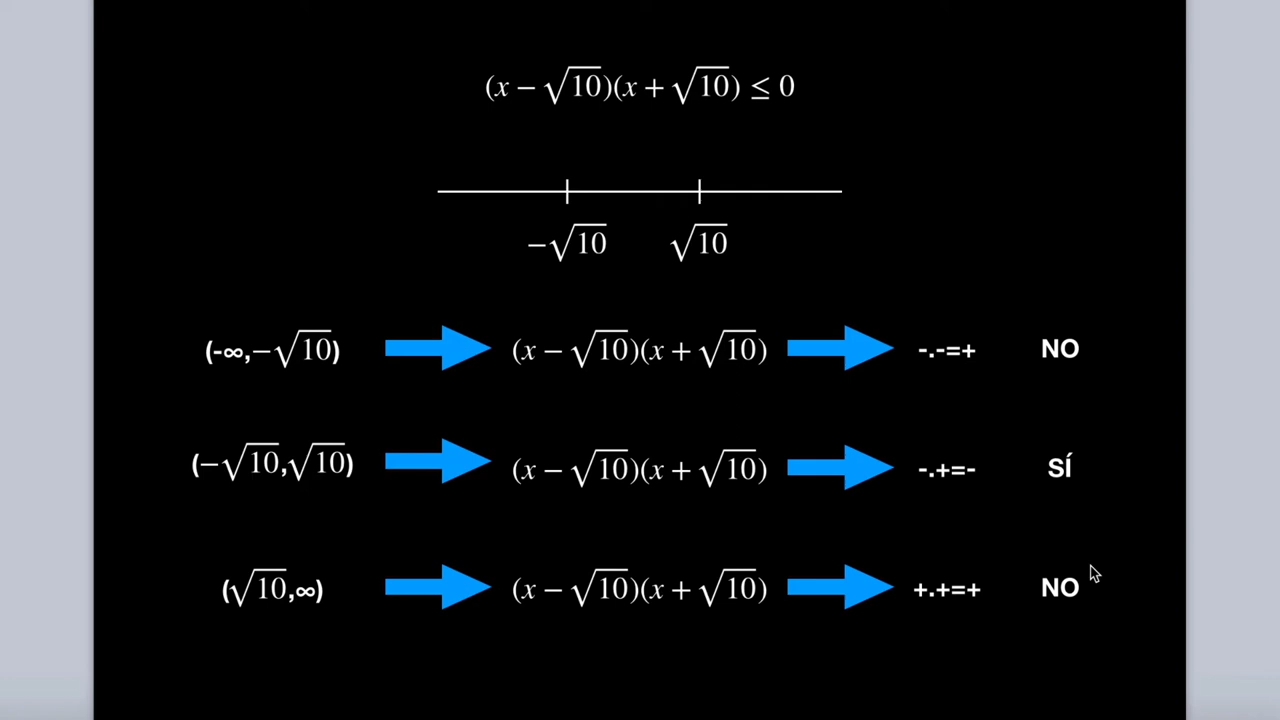 (x − √10)(x + √10) ≤ 0
−√10 √10
(-∞,−√10) (x − √10)(x + √10) -.-=+ NO
(−√10,√10) (x − √10)(x + √10) -.+=- SÍ
(√10,∞) (x − √10)(x + √10) +.+=+ NO